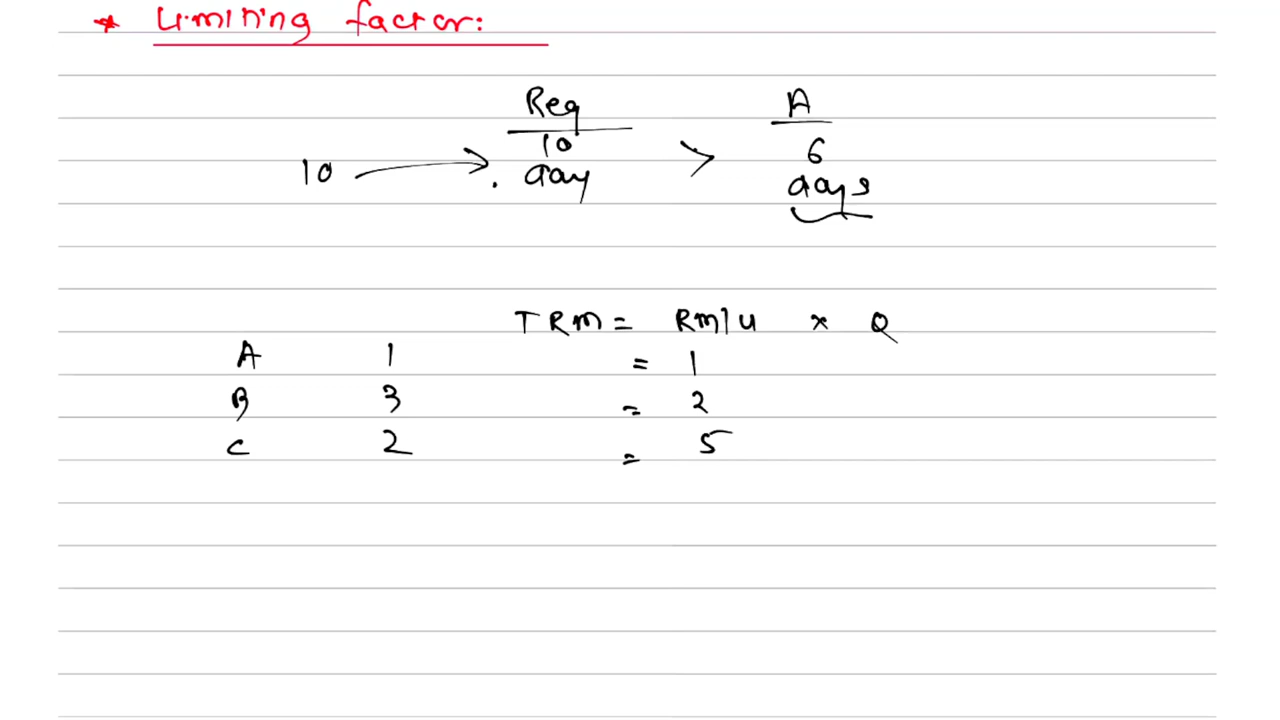 * Limiting factor:
Req A
10 → 10 day > 6 days
TRM = RM/U × Q
A 1 = 1
B 3 = 2
C 2 = 5